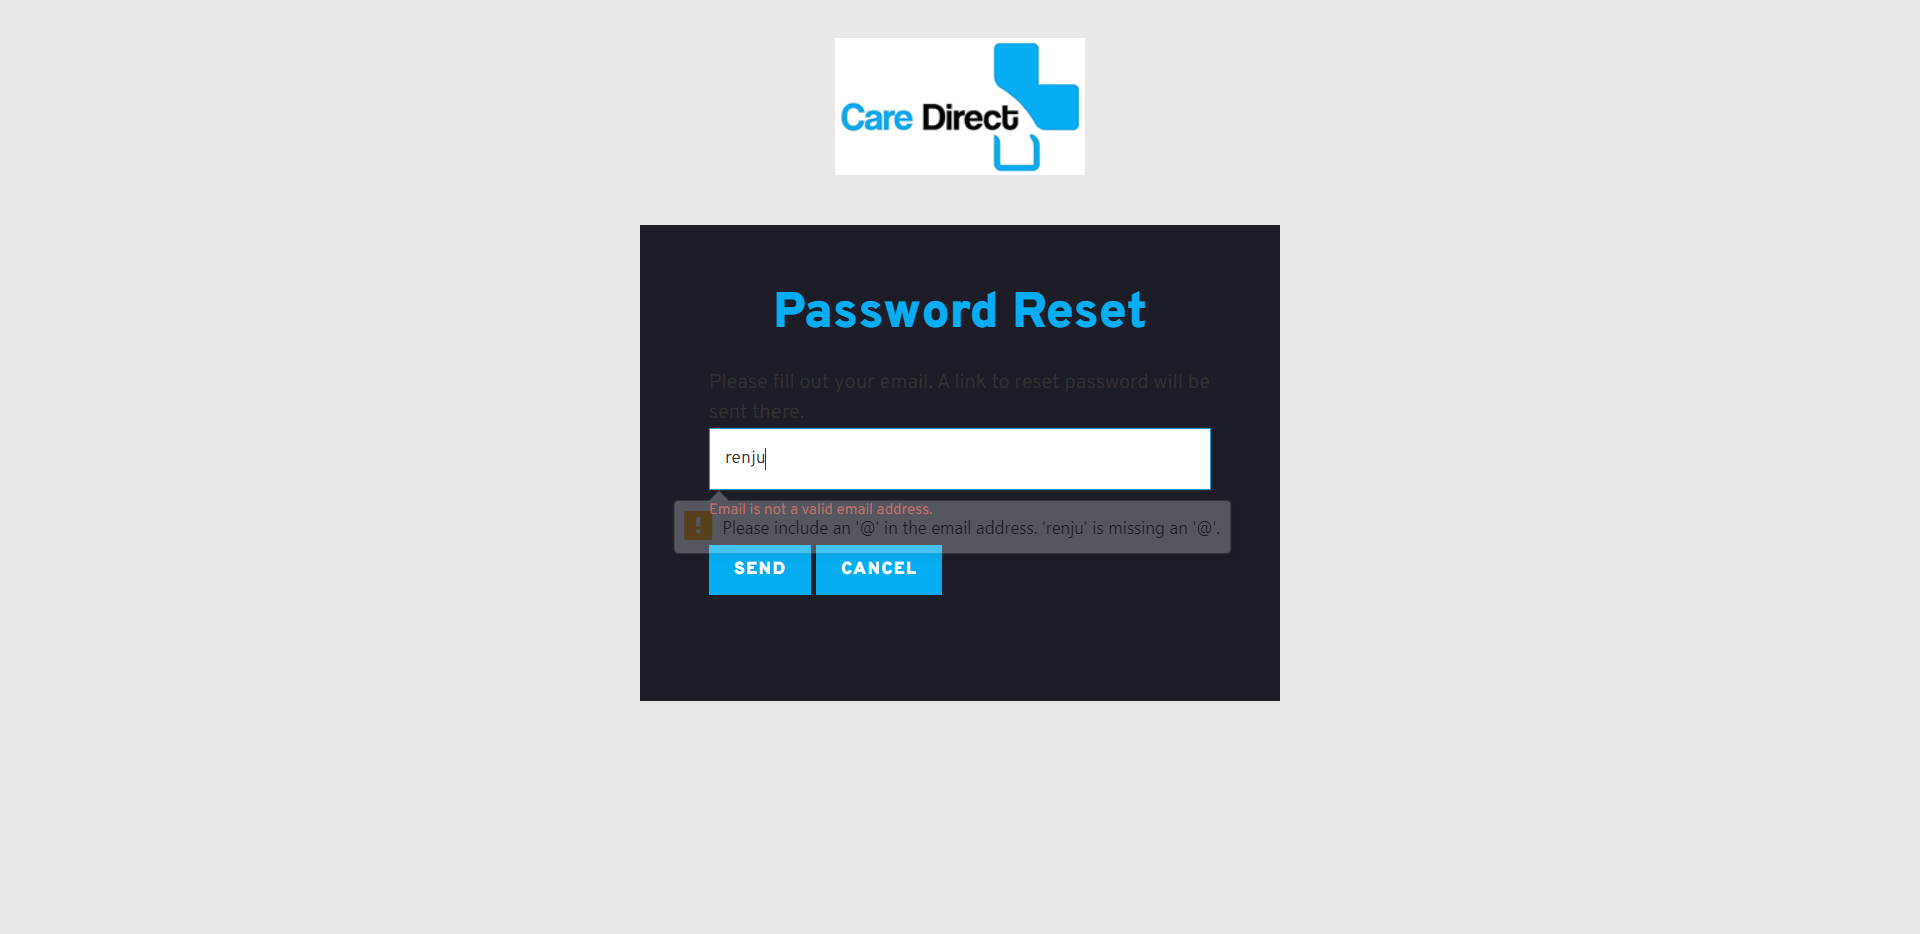 Care Direct
Password Reset
Please fill out your email. A link to reset password will be
sent there.
renju
Email is not a valid email address.
Please include an '@' in the email address. 'renju' is missing an '@'.
SEND CANCEL